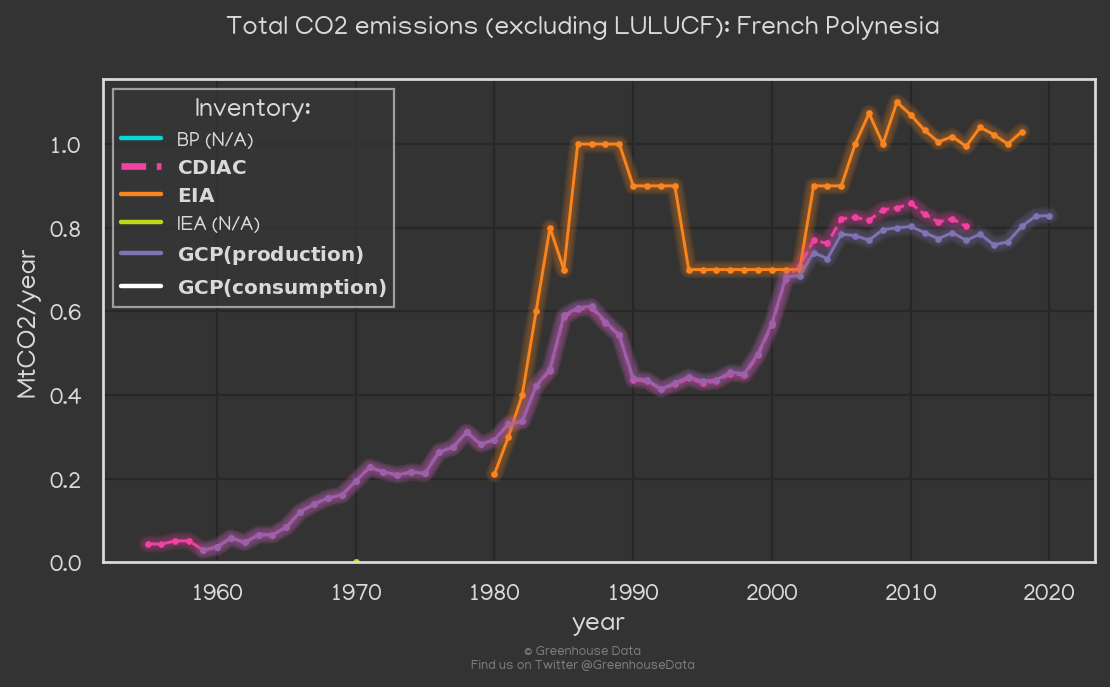 Total CO2 emissions (excluding LULUCF): French Polynesia
Inventory:
BP (N/A)
CDIAC
EIA
IEA (N/A)
GCP(production)
GCP(consumption)
MtCO2/year
1.0
0.8
0.6
0.4
0.2
0.0
1960 1970 1980 1990 2000 2010 2020
year
© Greenhouse Data
Find us on Twitter @GreenhouseData